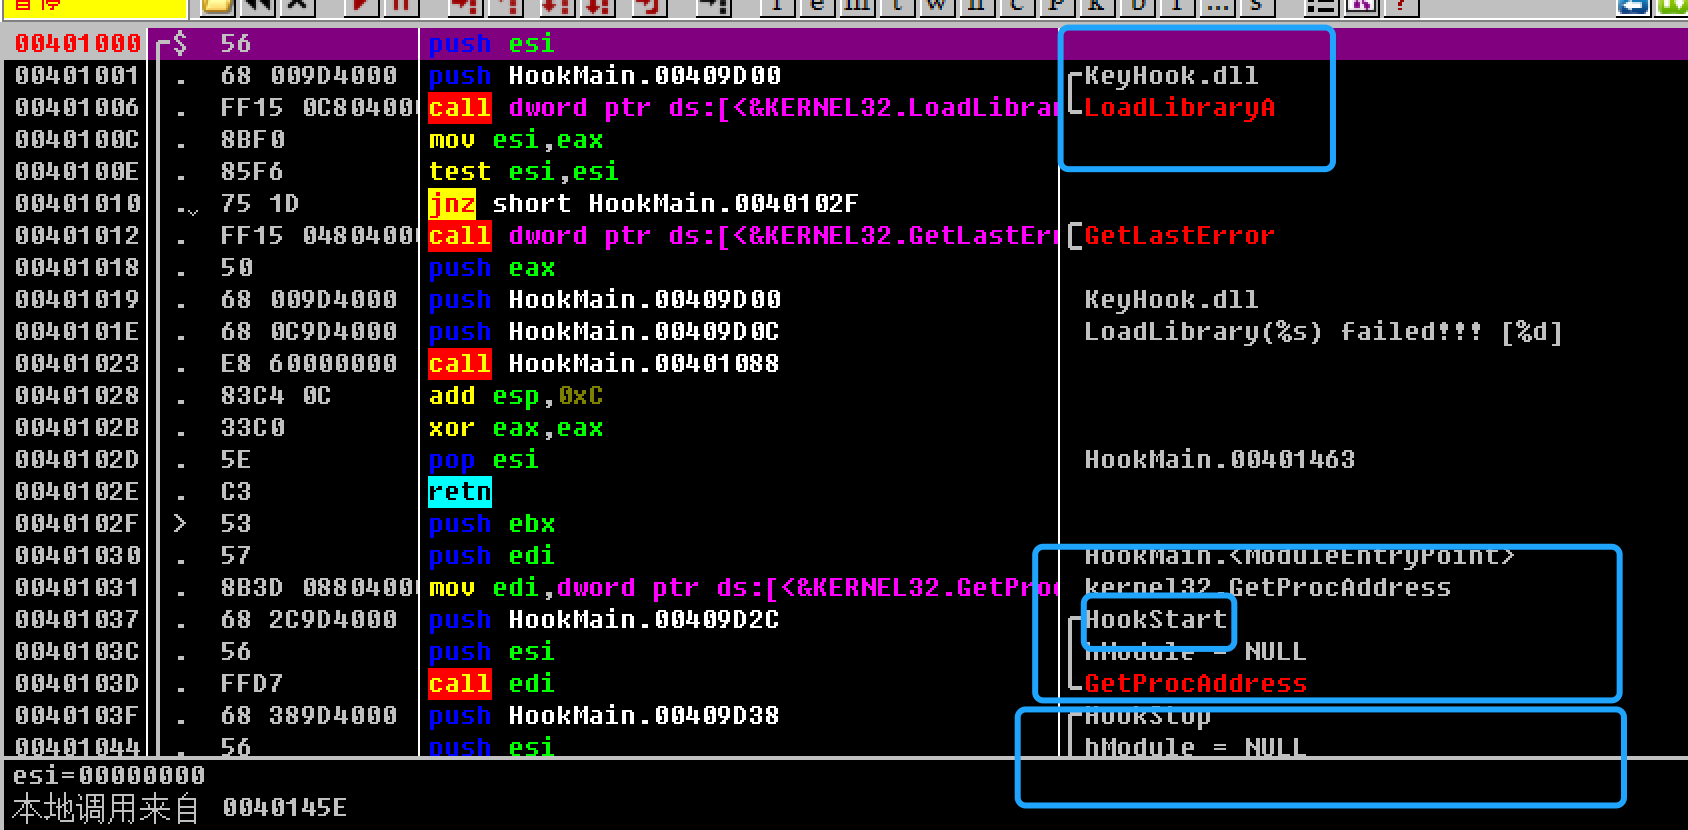 00401000 $ 56 push esi
00401001 . 68 009D4000 push HookMain.00409D00 KeyHook.dll
00401006 . FF15 0C80400 call dword ptr ds:[<&KERNEL32.LoadLibrar LoadLibraryA
0040100C . 8BF0 mov esi,eax
0040100E . 85F6 test esi,esi
00401010 . 75 1D jnz short HookMain.0040102F
00401012 . FF15 0480400 call dword ptr ds:[<&KERNEL32.GetLastErr GetLastError
00401018 . 50 push eax
00401019 . 68 009D4000 push HookMain.00409D00 KeyHook.dll
0040101E . 68 0C9D4000 push HookMain.00409D0C LoadLibrary(%s) failed!!! [%d]
00401023 . E8 60000000 call HookMain.00401088
00401028 . 83C4 0C add esp,0xC
0040102B . 33C0 xor eax,eax
0040102D . 5E pop esi HookMain.00401463
0040102E . C3 retn
0040102F > 53 push ebx
00401030 . 57 push edi HookMain.<ModuleEntryPoint>
00401031 . 8B3D 0880400 mov edi,dword ptr ds:[<&KERNEL32.GetProc kernel32.GetProcAddress
00401037 . 68 2C9D4000 push HookMain.00409D2C HookStart
0040103C . 56 push esi hModule = NULL
0040103D . FFD7 call edi GetProcAddress
0040103F . 68 389D4000 push HookMain.00409D38 HookStop
00401044 . 56 push esi hModule = NULL
esi=00000000
本地调用来自 0040145E